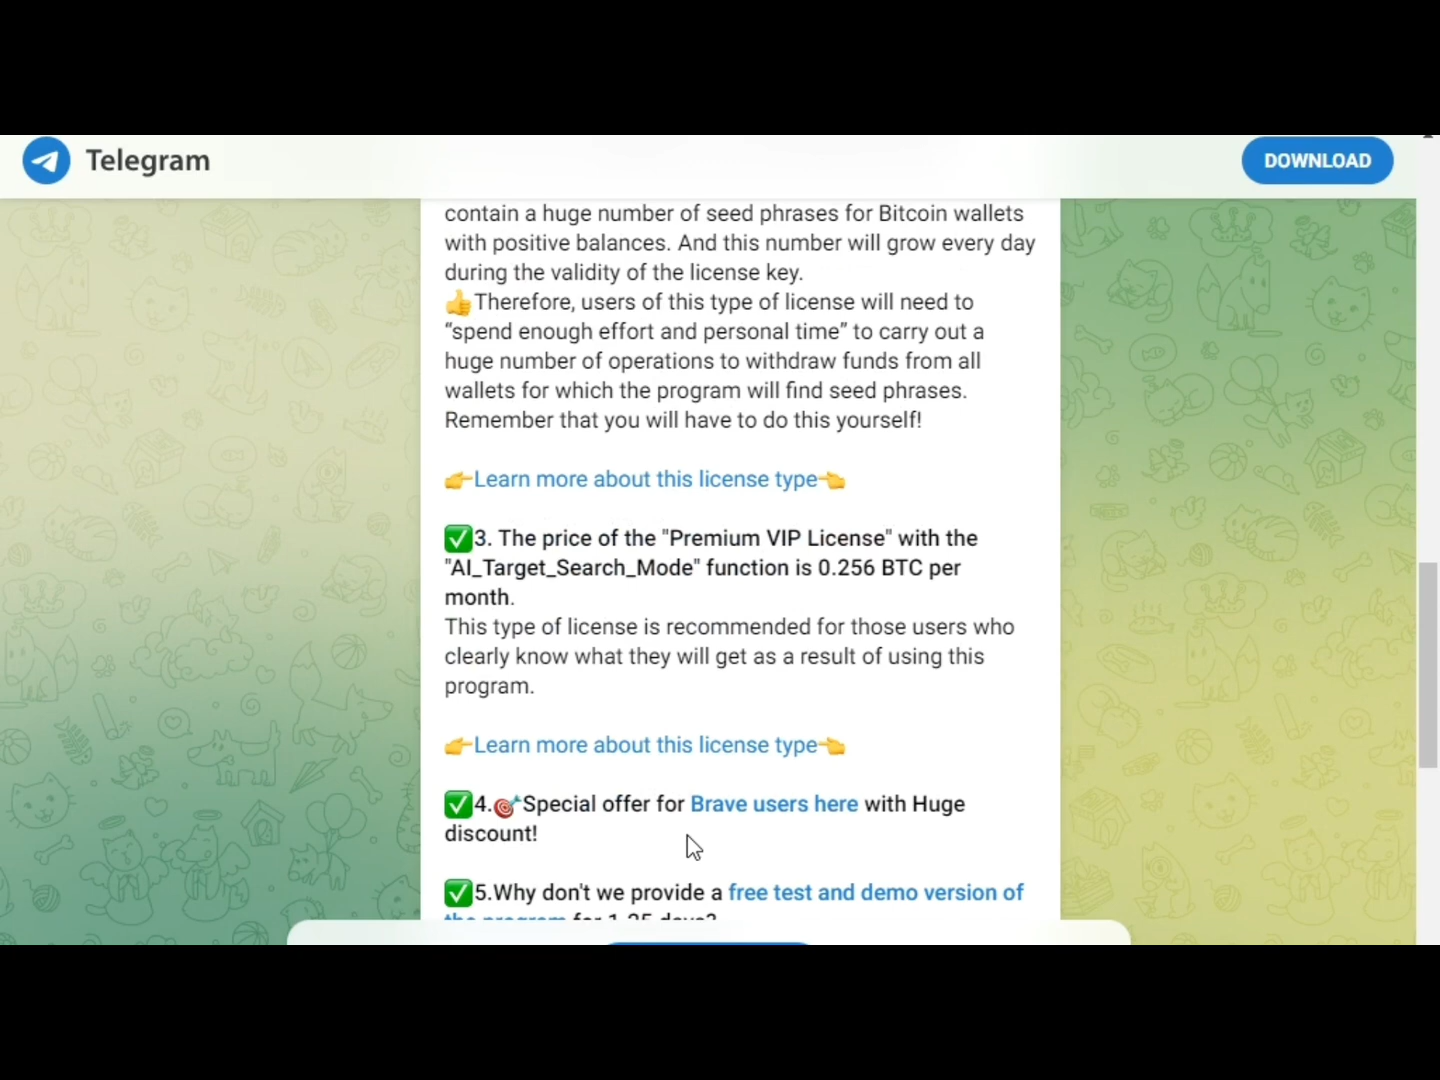 Telegram
DOWNLOAD
contain a huge number of seed phrases for Bitcoin wallets
with positive balances. And this number will grow every day
during the validity of the license key.
👍Therefore, users of this type of license will need to
“spend enough effort and personal time” to carry out a
huge number of operations to withdraw funds from all
wallets for which the program will find seed phrases.
Remember that you will have to do this yourself!
👉Learn more about this license type👈
✅3. The price of the "Premium VIP License" with the
"AI_Target_Search_Mode" function is 0.256 BTC per
month.
This type of license is recommended for those users who
clearly know what they will get as a result of using this
program.
👉Learn more about this license type👈
✅4.🎯Special offer for Brave users here with Huge
discount!
✅5.Why don't we provide a free test and demo version of
the program for 1-25 days?